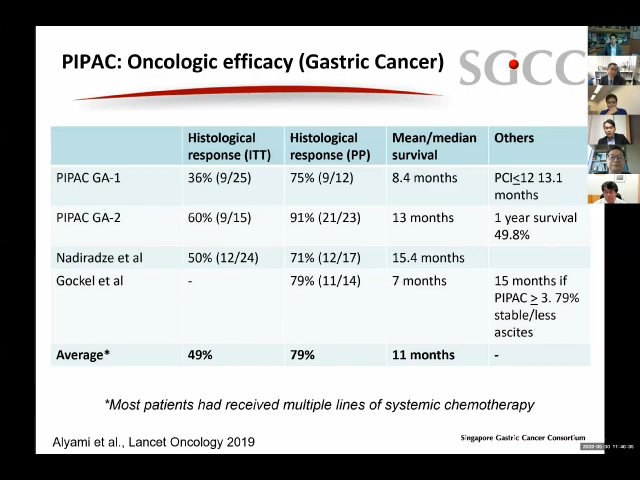 PIPAC: Oncologic efficacy (Gastric Cancer)
SGCC
Histological response (ITT) Histological response (PP) Mean/median survival Others
PIPAC GA-1 36% (9/25) 75% (9/12) 8.4 months PCI≤12 13.1 months
PIPAC GA-2 60% (9/15) 91% (21/23) 13 months 1 year survival 49.8%
Nadiradze et al 50% (12/24) 71% (12/17) 15.4 months
Gockel et al - 79% (11/14) 7 months 15 months if PIPAC ≥ 3. 79% stable/less ascites
Average* 49% 79% 11 months -
*Most patients had received multiple lines of systemic chemotherapy
Alyami et al., Lancet Oncology 2019
Singapore Gastric Cancer Consortium